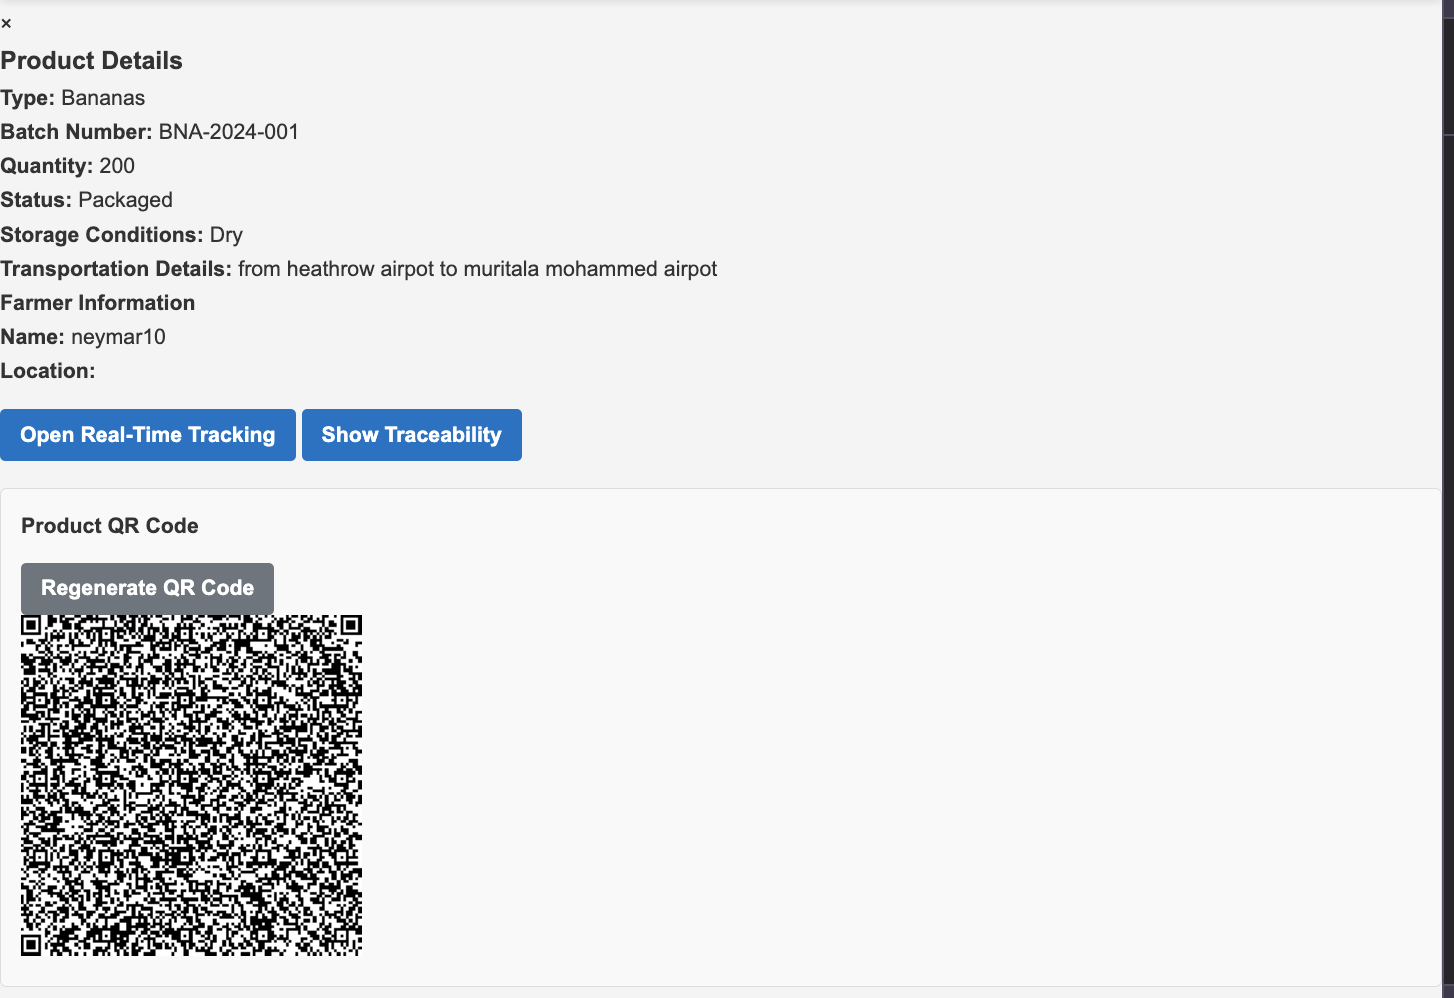 ×
Product Details
Type: Bananas
Batch Number: BNA-2024-001
Quantity: 200
Status: Packaged
Storage Conditions: Dry
Transportation Details: from heathrow airpot to muritala mohammed airpot
Farmer Information
Name: neymar10
Location:
Open Real-Time Tracking Show Traceability
Product QR Code
Regenerate QR Code